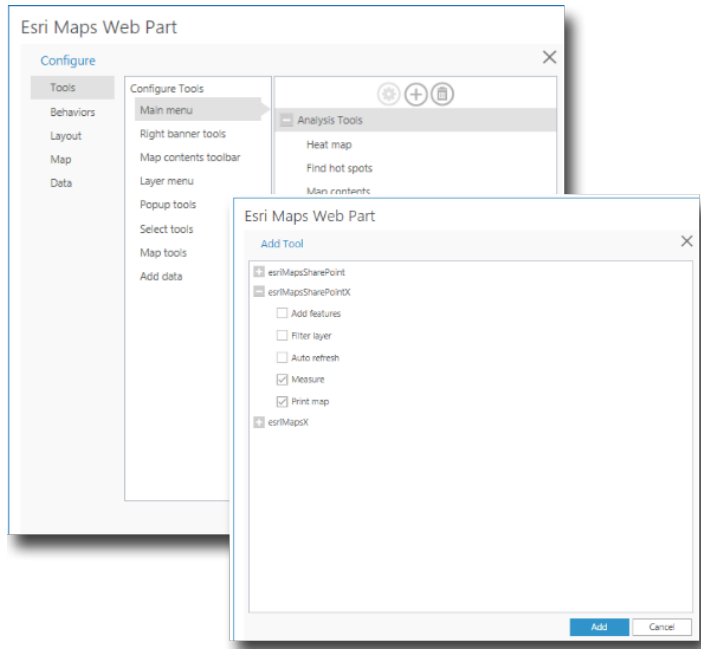 Esri Maps Web Part
Configure
Tools
Behaviors
Layout
Map
Data
Configure Tools
Main menu
Right banner tools
Map contents toolbar
Layer menu
Popup tools
Select tools
Map tools
Add data
Analysis Tools
Heat map
Find hot spots
Map contents
Esri Maps Web Part
Add Tool
esriMapsSharePoint
esriMapsSharePointX
Add features
Filter layer
Auto refresh
Measure
Print map
esriMapsX
Add
Cancel